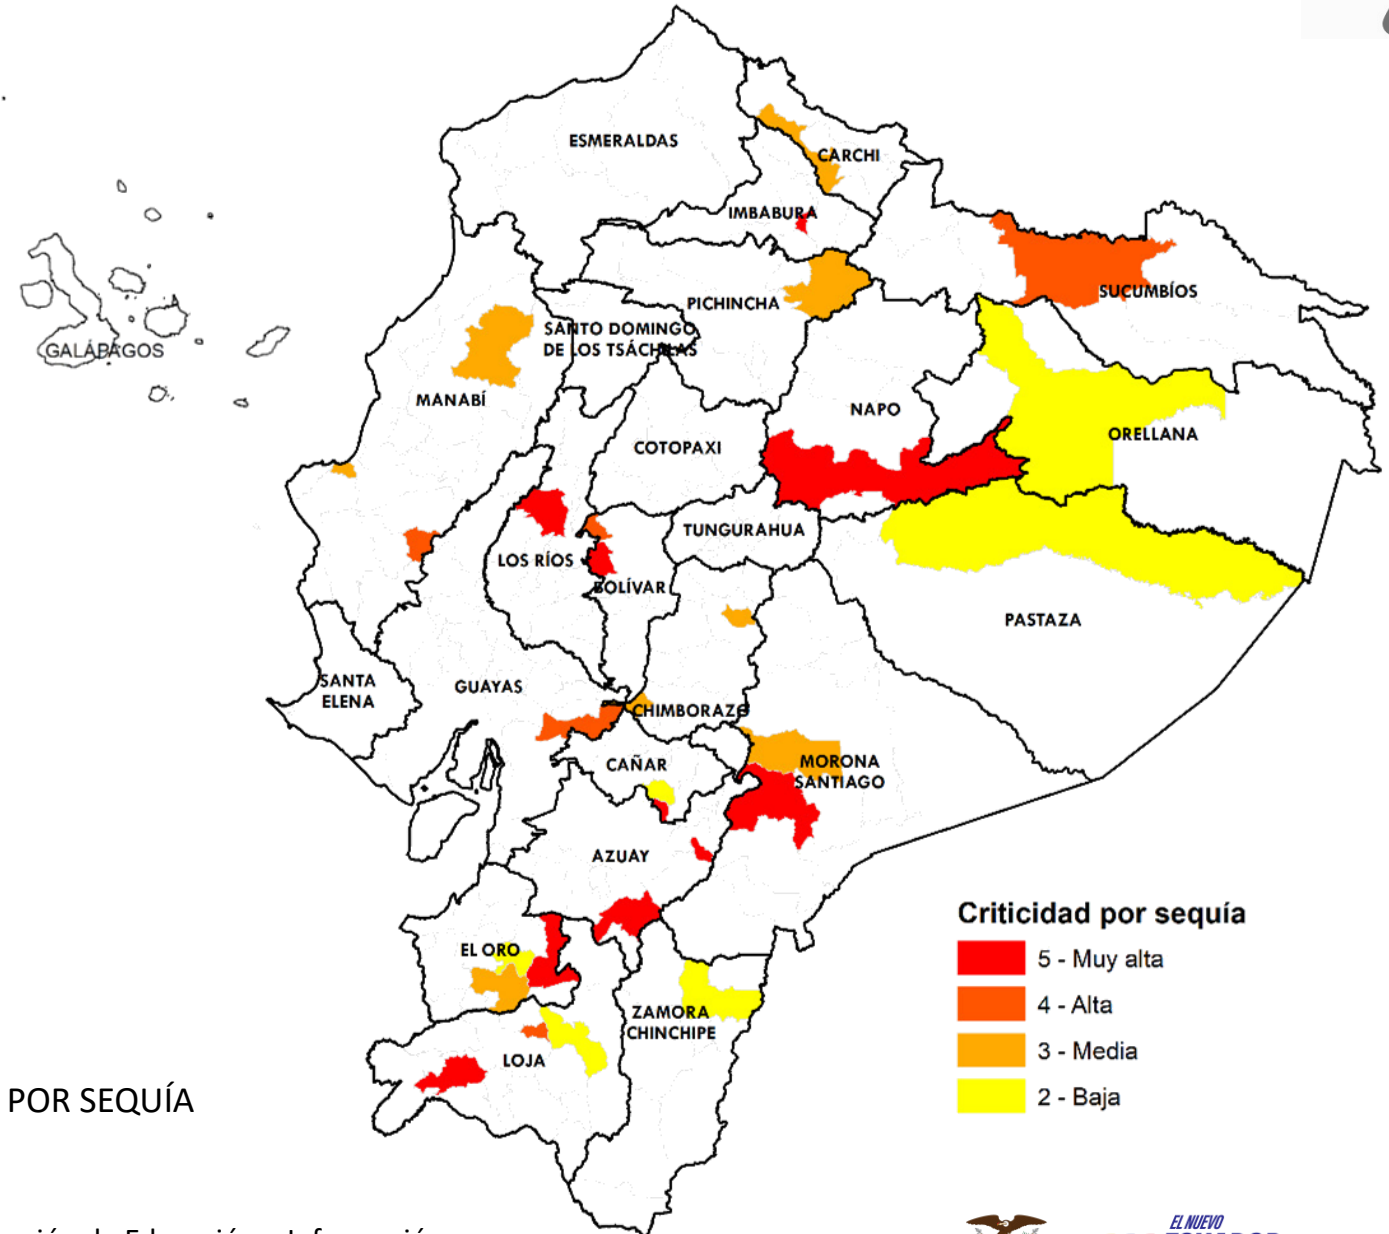 ESMERALDAS
CARCHI
IMBABURA
SUCUMBÍOS
PICHINCHA
SANTO DOMINGO
DE LOS TSÁCHILAS
GALÁPAGOS
MANABÍ
NAPO
ORELLANA
COTOPAXI
TUNGURAHUA
LOS RÍOS
BOLÍVAR
PASTAZA
SANTA
ELENA
GUAYAS
CHIMBORAZO
CAÑAR
MORONA
SANTIAGO
AZUAY
EL ORO
ZAMORA
CHINCHIPE
LOJA
Criticidad por sequía
5 - Muy alta
4 - Alta
3 - Media
2 - Baja
POR SEQUÍA
EL NUEVO